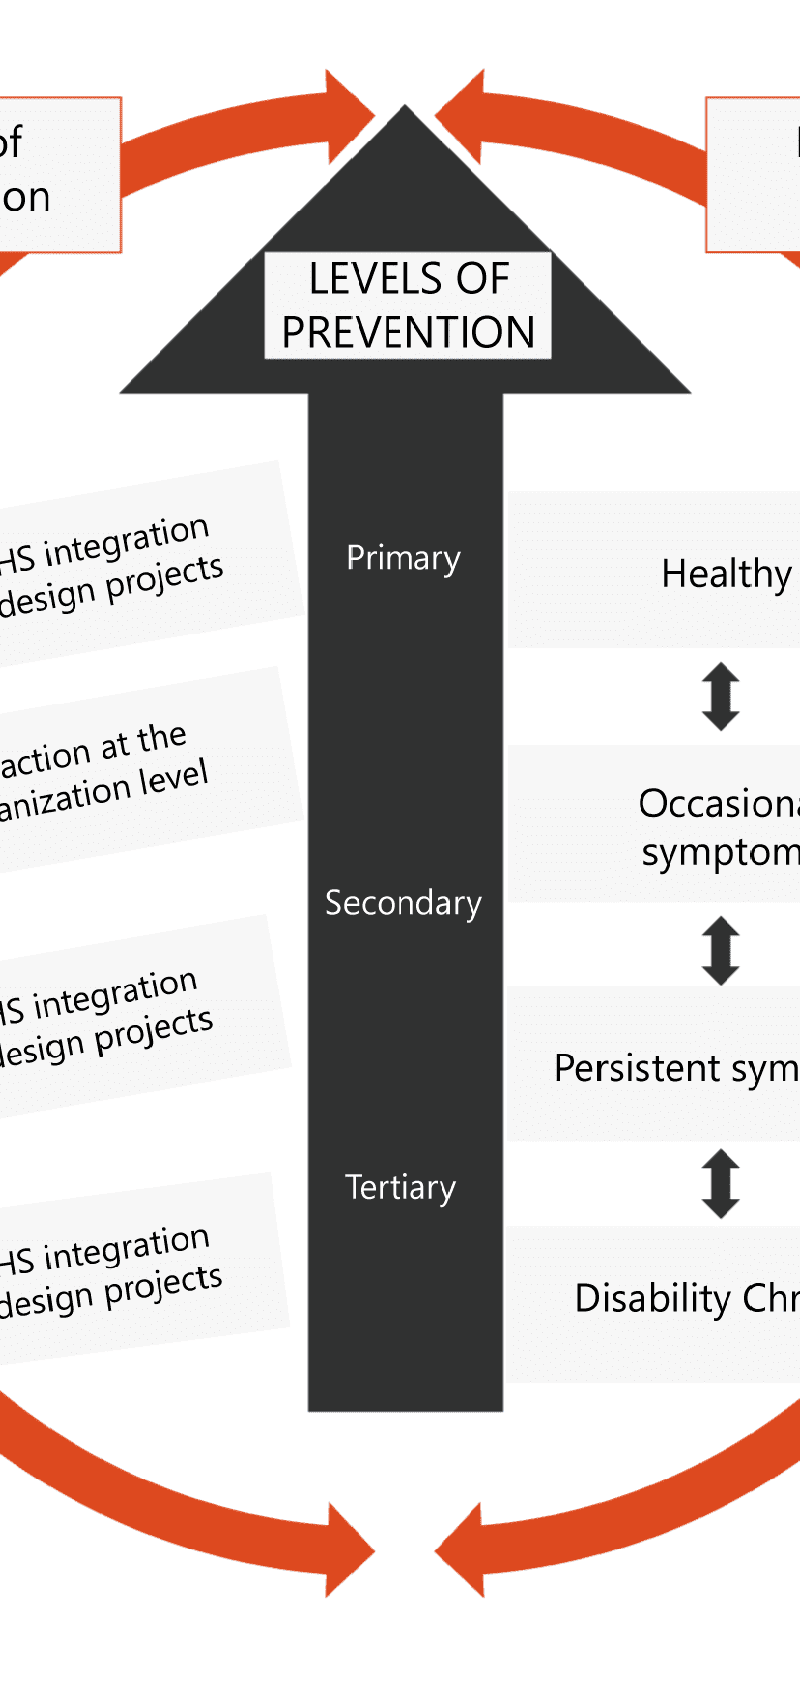 of
on
LEVELS OF
PREVENTION
HS integration
design projects
action at the
anization level
HS integration
design projects
HS integration
design projects
Primary
Secondary
Tertiary
Healthy
Occasiona
symptom
Persistent sym
Disability Chr